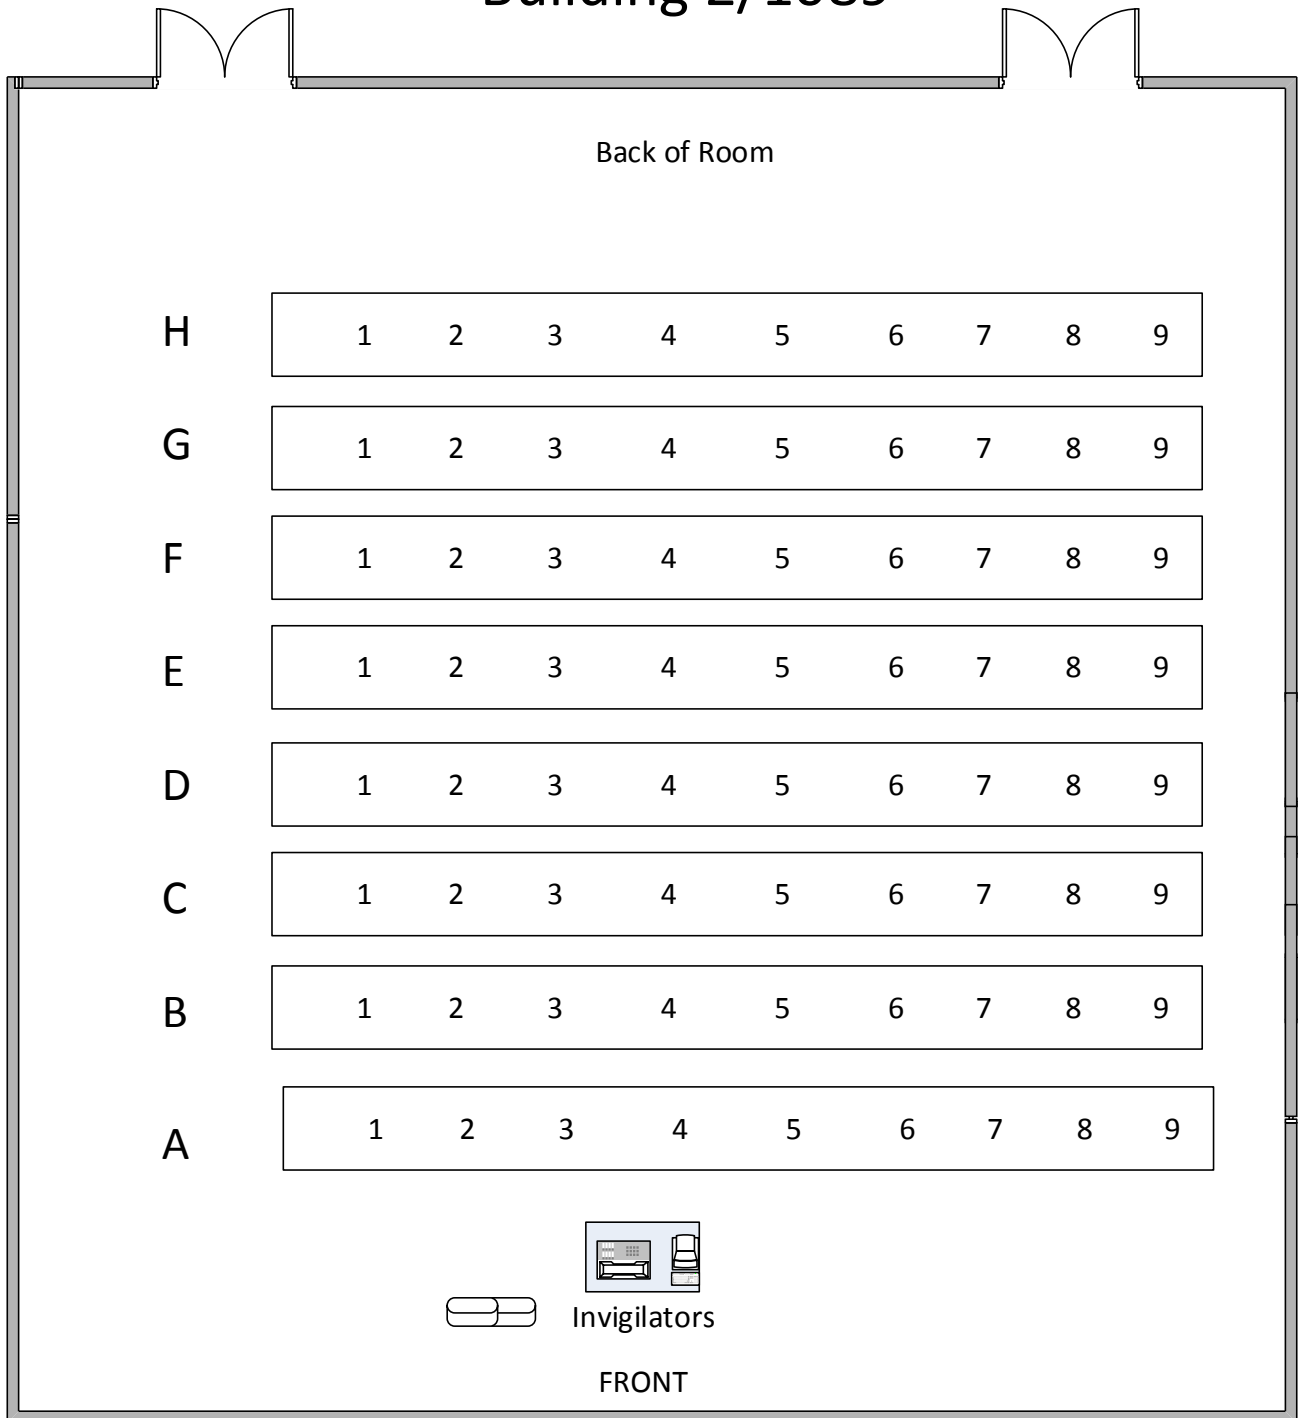 Building
Back of Room
H 1 2 3 4 5 6 7 8 9
G 1 2 3 4 5 6 7 8 9
F 1 2 3 4 5 6 7 8 9
E 1 2 3 4 5 6 7 8 9
D 1 2 3 4 5 6 7 8 9
C 1 2 3 4 5 6 7 8 9
B 1 2 3 4 5 6 7 8 9
A 1 2 3 4 5 6 7 8 9
Invigilators
FRONT